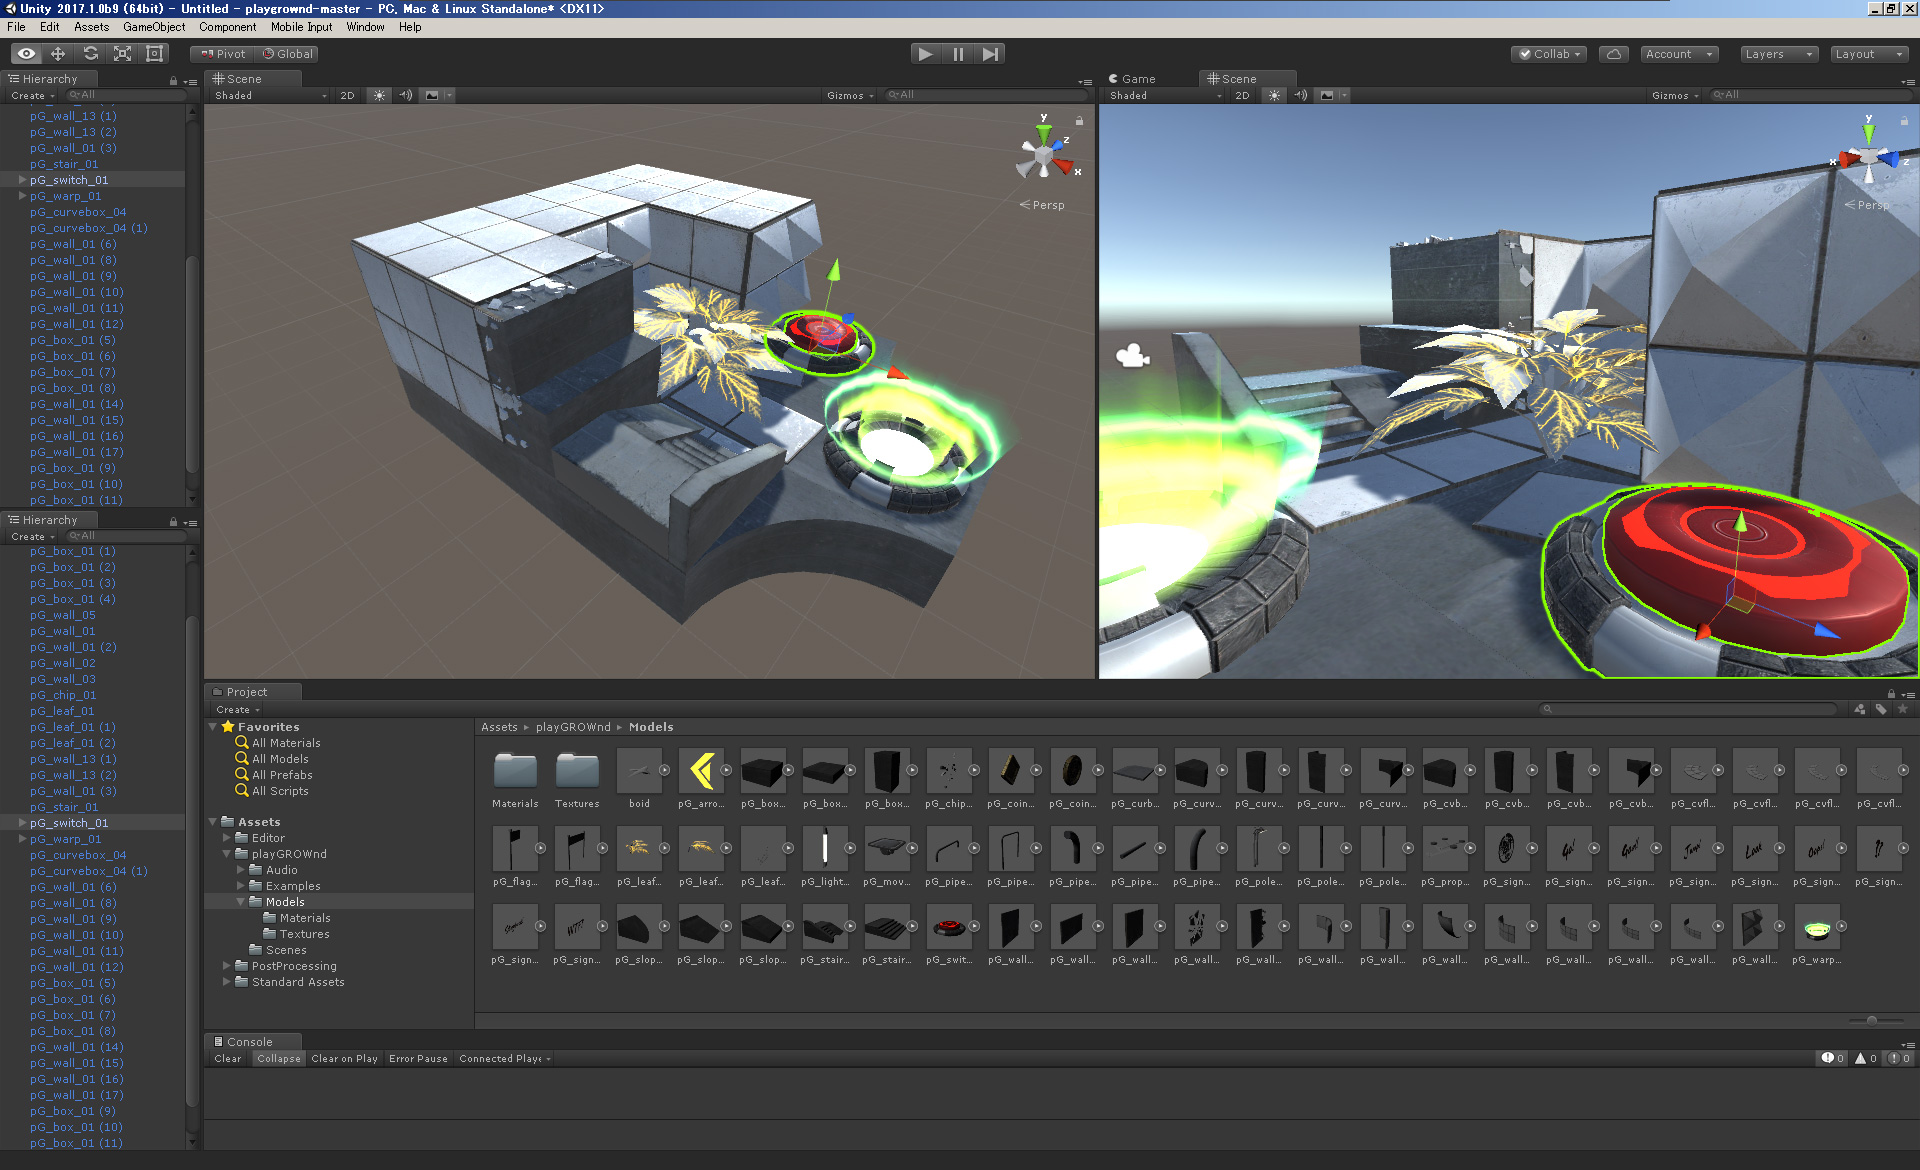 Unity 2017.1.0b9 (64bit) - Untitled - playgrownd-master - PC, Mac & Linux Standalone* <DX11>
File Edit Assets GameObject Component Mobile Input Window Help
Pivot Global Collab Account Layers Layout
Hierarchy
Create All
pG_wall_13 (1)
pG_wall_13 (2)
pG_wall_01 (3)
pG_stair_01
pG_switch_01
pG_warp_01
pG_curvebox_04
pG_curvebox_04 (1)
pG_wall_01 (6)
pG_wall_01 (8)
pG_wall_01 (9)
pG_wall_01 (10)
pG_wall_01 (11)
pG_wall_01 (12)
pG_box_01 (5)
pG_box_01 (6)
pG_box_01 (7)
pG_box_01 (8)
pG_wall_01 (14)
pG_wall_01 (15)
pG_wall_01 (16)
pG_wall_01 (17)
pG_box_01 (9)
pG_box_01 (10)
pG_box_01 (11)
Hierarchy
Create All
pG_box_01 (1)
pG_box_01 (2)
pG_box_01 (3)
pG_box_01 (4)
pG_wall_05
pG_wall_01
pG_wall_01 (2)
pG_wall_02
pG_wall_03
pG_chip_01
pG_leaf_01
pG_leaf_01 (1)
pG_leaf_01 (2)
pG_wall_13 (1)
pG_wall_13 (2)
pG_wall_01 (3)
pG_stair_01
pG_switch_01
pG_warp_01
pG_curvebox_04
pG_curvebox_04 (1)
pG_wall_01 (6)
pG_wall_01 (8)
pG_wall_01 (9)
pG_wall_01 (10)
pG_wall_01 (11)
pG_wall_01 (12)
pG_box_01 (5)
pG_box_01 (6)
pG_box_01 (7)
pG_box_01 (8)
pG_wall_01 (14)
pG_wall_01 (15)
pG_wall_01 (16)
pG_wall_01 (17)
pG_box_01 (9)
pG_box_01 (10)
pG_box_01 (11)
Scene
Shaded 2D Gizmos All
y
z
x
Persp
Game Scene
Shaded 2D Gizmos All
y
x z
Persp
Project
Create
Favorites
All Materials
All Models
All Prefabs
All Scripts
Assets
Editor
playGROWnd
Audio
Examples
Models
Materials
Textures
Scenes
PostProcessing
Standard Assets
Assets playGROWnd Models
Materials Textures boid pG_arro... pG_box... pG_box... pG_box... pG_chip... pG_coin... pG_coin... pG_curb... pG_curv... pG_curv... pG_curv... pG_curv... pG_cvb... pG_cvb... pG_cvb... pG_cvb... pG_cvfl... pG_cvfl... pG_cvfl... pG_cvfl...
pG_flag... pG_flag... pG_leaf... pG_leaf... pG_leaf... pG_light... pG_mov... pG_pipe... pG_pipe... pG_pipe... pG_pipe... pG_pipe... pG_pole... pG_pole... pG_pole... pG_prop... pG_sign... pG_sign... pG_sign... pG_sign... pG_sign... pG_sign... pG_sign...
pG_sign... pG_sign... pG_slop... pG_slop... pG_slop... pG_stair... pG_stair... pG_swit... pG_wall... pG_wall... pG_wall... pG_wall... pG_wall... pG_wall... pG_wall... pG_wall... pG_wall... pG_wall... pG_wall... pG_wall... pG_wall... pG_warp...
Console
Clear Collapse Clear on Play Error Pause Connected Playe 0 0 0